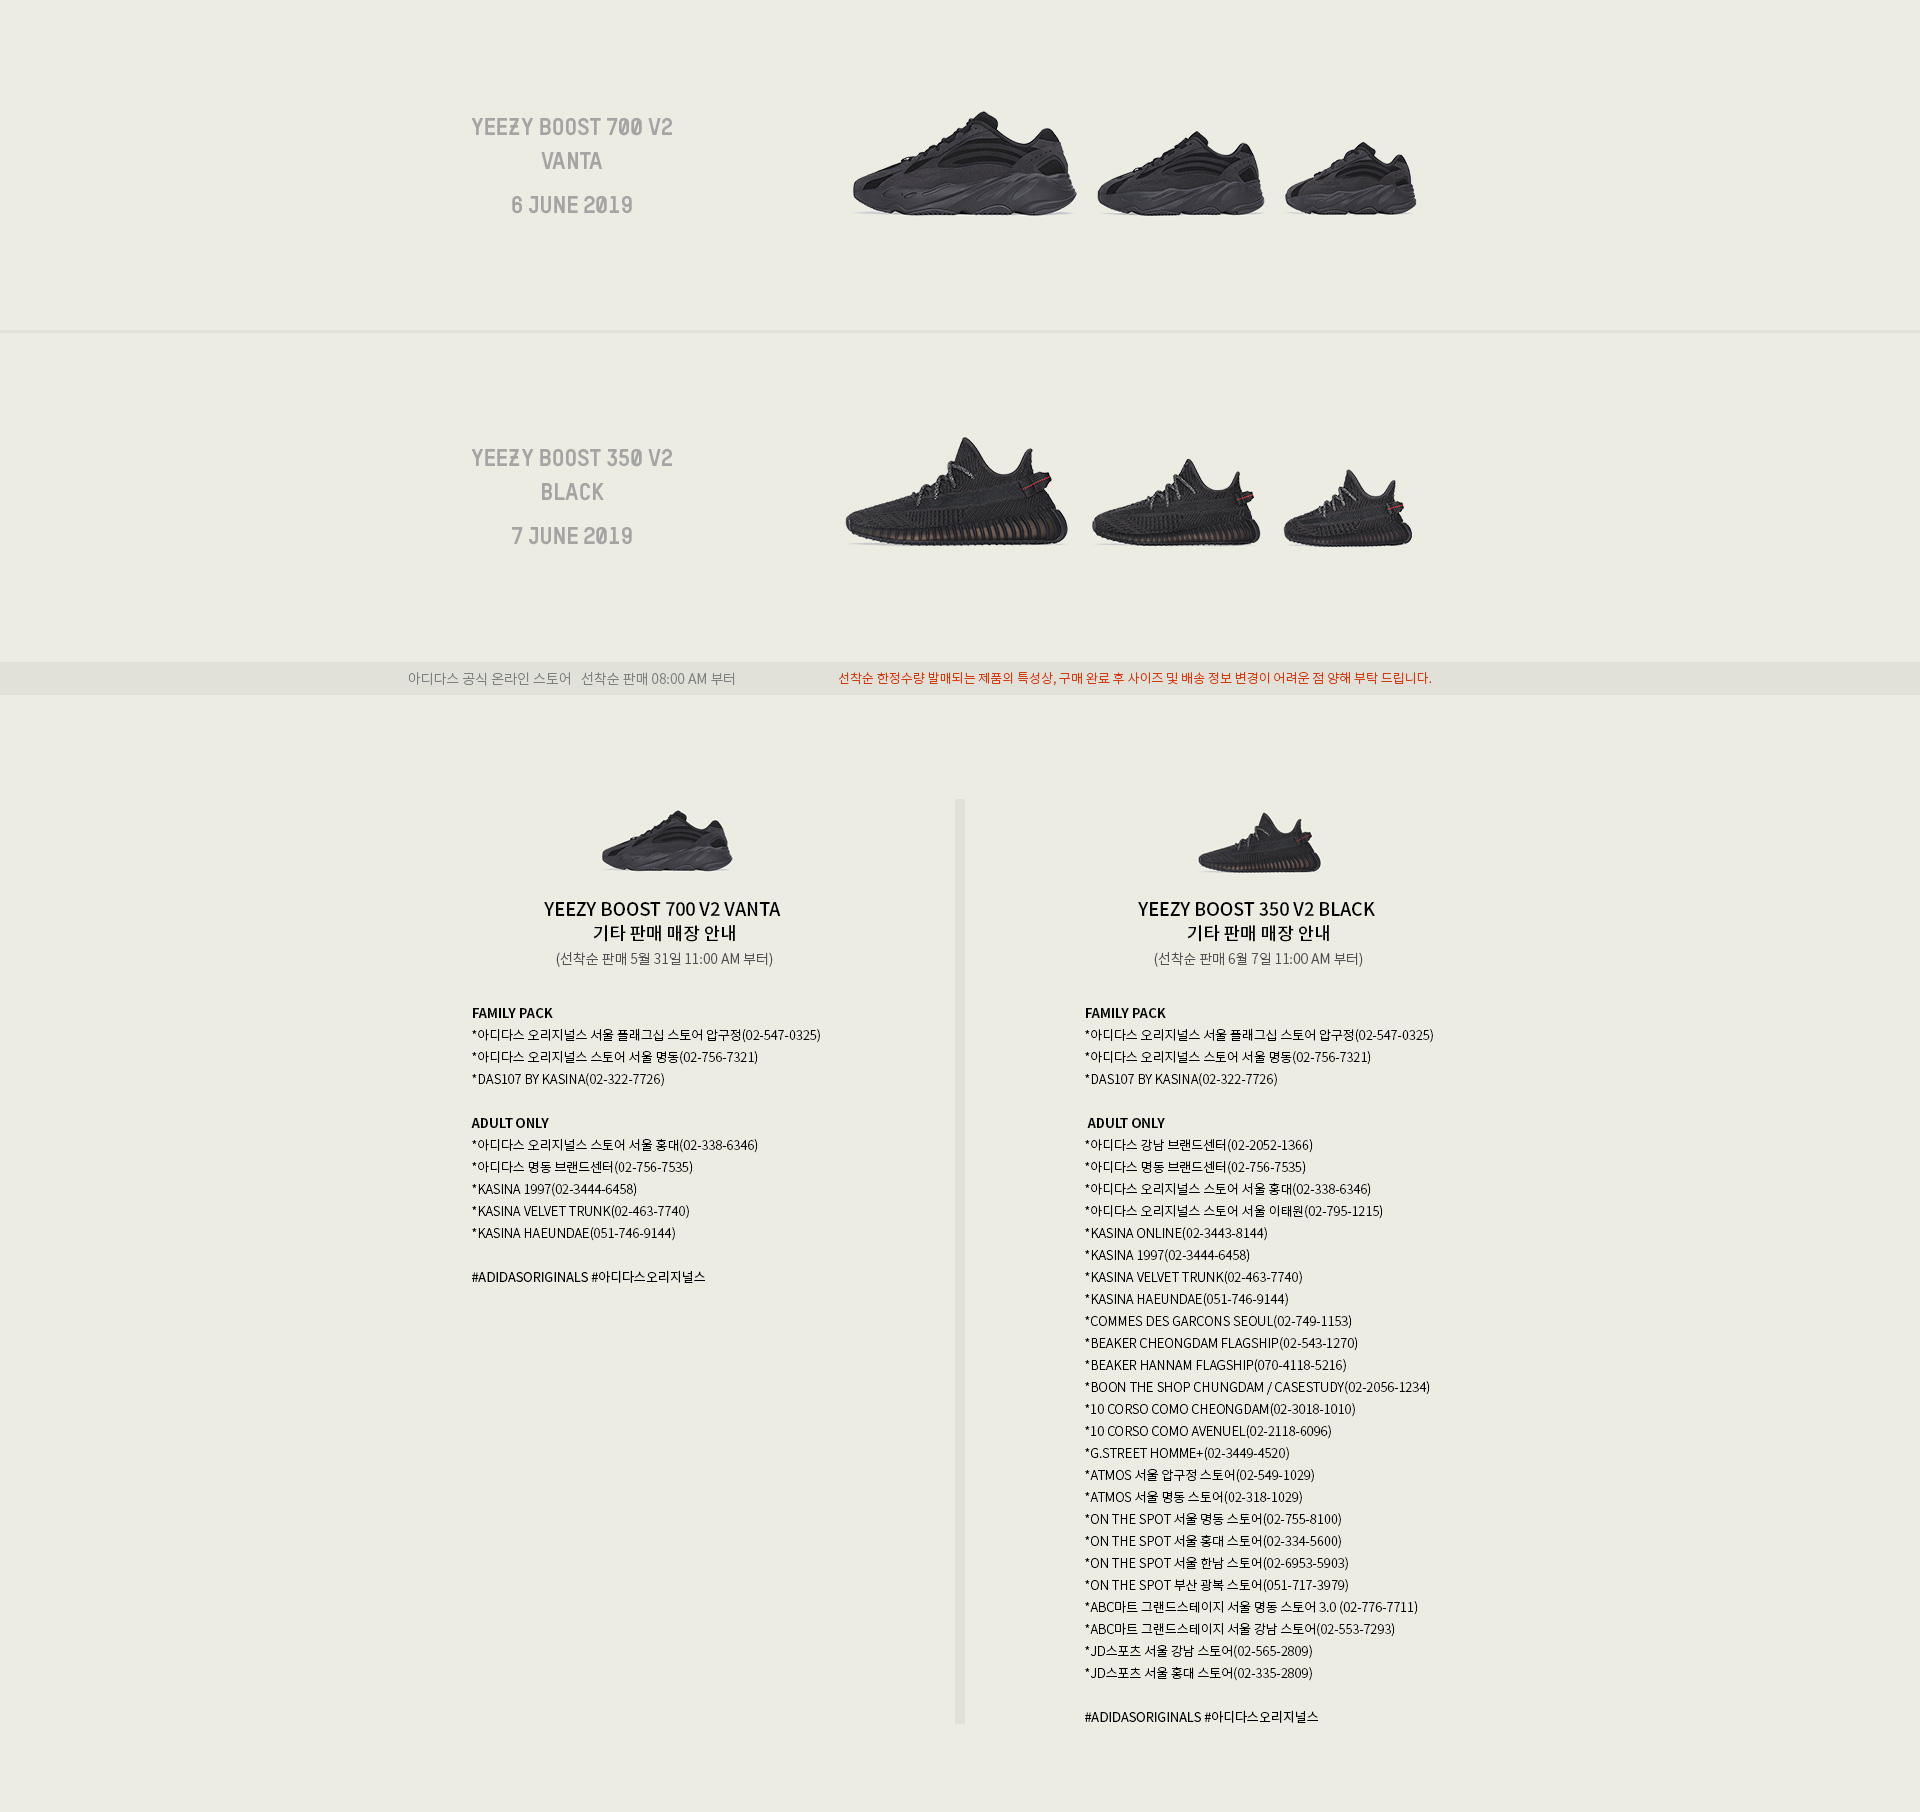 YEEZY BOOST 700 V2
VANTA
6 JUNE 2019
YEEZY BOOST 350 V2
BLACK
7 JUNE 2019
아디다스 공식 온라인 스토어 선착순 판매 08:00 AM 부터
선착순 한정수량 발매되는 제품의 특성상, 구매 완료 후 사이즈 및 배송 정보 변경이 어려운 점 양해 부탁 드립니다.
YEEZY BOOST 700 V2 VANTA
기타 판매 매장 안내
(선착순 판매 5월 31일 11:00 AM 부터)
FAMILY PACK
*아디다스 오리지널스 서울 플래그십 스토어 압구정(02-547-0325)
*아디다스 오리지널스 스토어 서울 명동(02-756-7321)
*DAS107 BY KASINA(02-322-7726)
ADULT ONLY
*아디다스 오리지널스 스토어 서울 홍대(02-338-6346)
*아디다스 명동 브랜드센터(02-756-7535)
*KASINA 1997(02-3444-6458)
*KASINA VELVET TRUNK(02-463-7740)
*KASINA HAEUNDAE(051-746-9144)
#ADIDASORIGINALS #아디다스오리지널스
YEEZY BOOST 350 V2 BLACK
기타 판매 매장 안내
(선착순 판매 6월 7일 11:00 AM 부터)
FAMILY PACK
*아디다스 오리지널스 서울 플래그십 스토어 압구정(02-547-0325)
*아디다스 오리지널스 스토어 서울 명동(02-756-7321)
*DAS107 BY KASINA(02-322-7726)
ADULT ONLY
*아디다스 강남 브랜드센터(02-2052-1366)
*아디다스 명동 브랜드센터(02-756-7535)
*아디다스 오리지널스 스토어 서울 홍대(02-338-6346)
*아디다스 오리지널스 스토어 서울 이태원(02-795-1215)
*KASINA ONLINE(02-3443-8144)
*KASINA 1997(02-3444-6458)
*KASINA VELVET TRUNK(02-463-7740)
*KASINA HAEUNDAE(051-746-9144)
*COMMES DES GARCONS SEOUL(02-749-1153)
*BEAKER CHEONGDAM FLAGSHIP(02-543-1270)
*BEAKER HANNAM FLAGSHIP(070-4118-5216)
*BOON THE SHOP CHUNGDAM / CASESTUDY(02-2056-1234)
*10 CORSO COMO CHEONGDAM(02-3018-1010)
*10 CORSO COMO AVENUEL(02-2118-6096)
*G.STREET HOMME+(02-3449-4520)
*ATMOS 서울 압구정 스토어(02-549-1029)
*ATMOS 서울 명동 스토어(02-318-1029)
*ON THE SPOT 서울 명동 스토어(02-755-8100)
*ON THE SPOT 서울 홍대 스토어(02-334-5600)
*ON THE SPOT 서울 한남 스토어(02-6953-5903)
*ON THE SPOT 부산 광복 스토어(051-717-3979)
*ABC마트 그랜드스테이지 서울 명동 스토어 3.0 (02-776-7711)
*ABC마트 그랜드스테이지 서울 강남 스토어(02-553-7293)
*JD스포츠 서울 강남 스토어(02-565-2809)
*JD스포츠 서울 홍대 스토어(02-335-2809)
#ADIDASORIGINALS #아디다스오리지널스